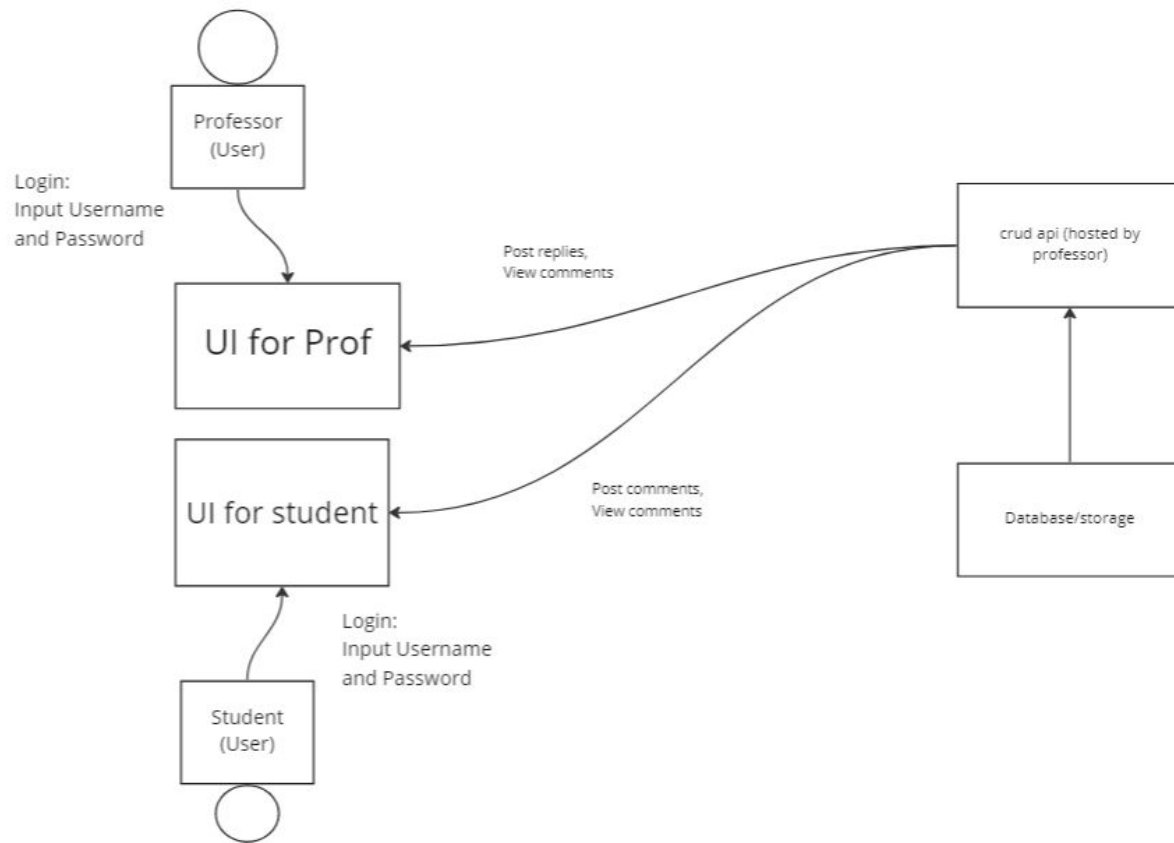 Professor
(User)
Login:
Input Username
and Password
UI for Prof
Post replies,
View comments
crud api (hosted by
professor)
UI for student
Post comments,
View comments
Database/storage
Login:
Input Username
and Password
Student
(User)